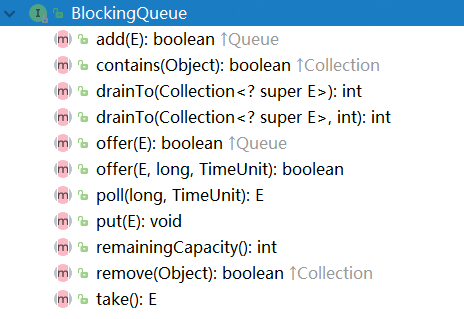 BlockingQueue
m add(E): boolean ↑Queue
m contains(Object): boolean ↑Collection
m drainTo(Collection<? super E>): int
m drainTo(Collection<? super E>, int): int
m offer(E): boolean ↑Queue
m offer(E, long, TimeUnit): boolean
m poll(long, TimeUnit): E
m put(E): void
m remainingCapacity(): int
m remove(Object): boolean ↑Collection
m take(): E